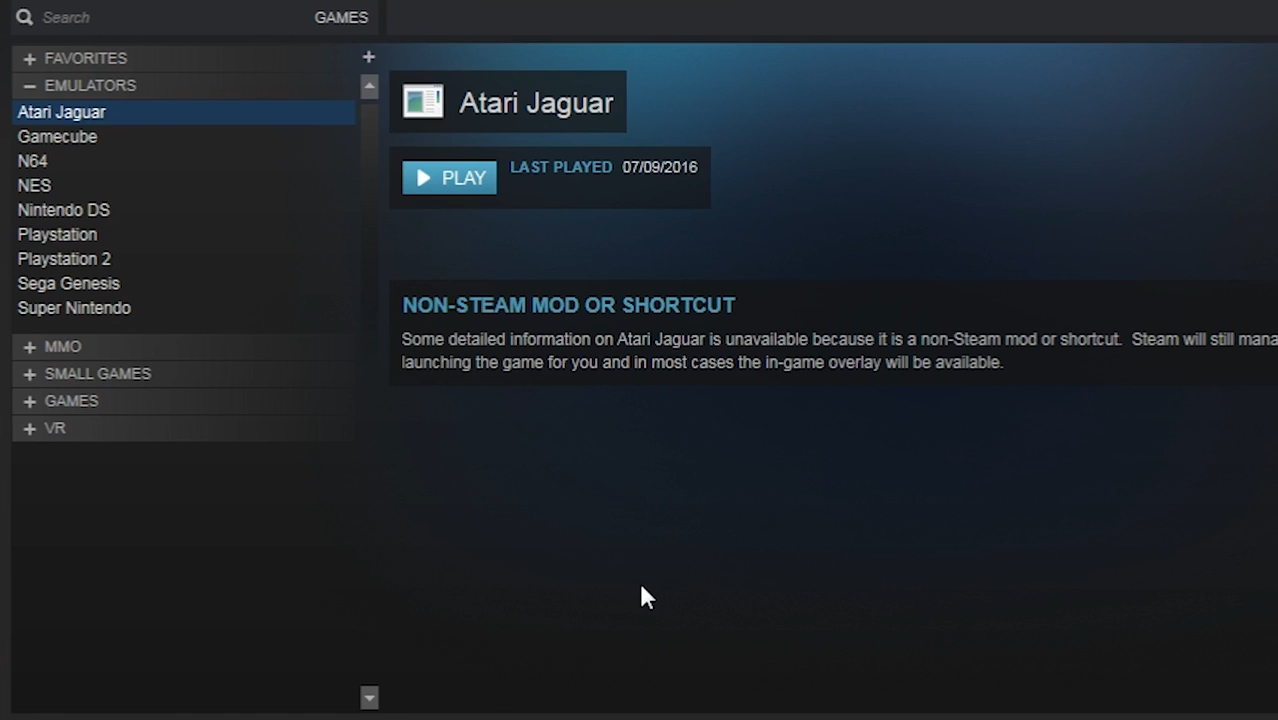 Search
GAMES
+ FAVORITES
+
− EMULATORS
Atari Jaguar
Gamecube
N64
NES
Nintendo DS
Playstation
Playstation 2
Sega Genesis
Super Nintendo
+ MMO
+ SMALL GAMES
+ GAMES
+ VR
Atari Jaguar
PLAY
LAST PLAYED 07/09/2016
NON-STEAM MOD OR SHORTCUT
Some detailed information on Atari Jaguar is unavailable because it is a non-Steam mod or shortcut. Steam will still mana
launching the game for you and in most cases the in-game overlay will be available.